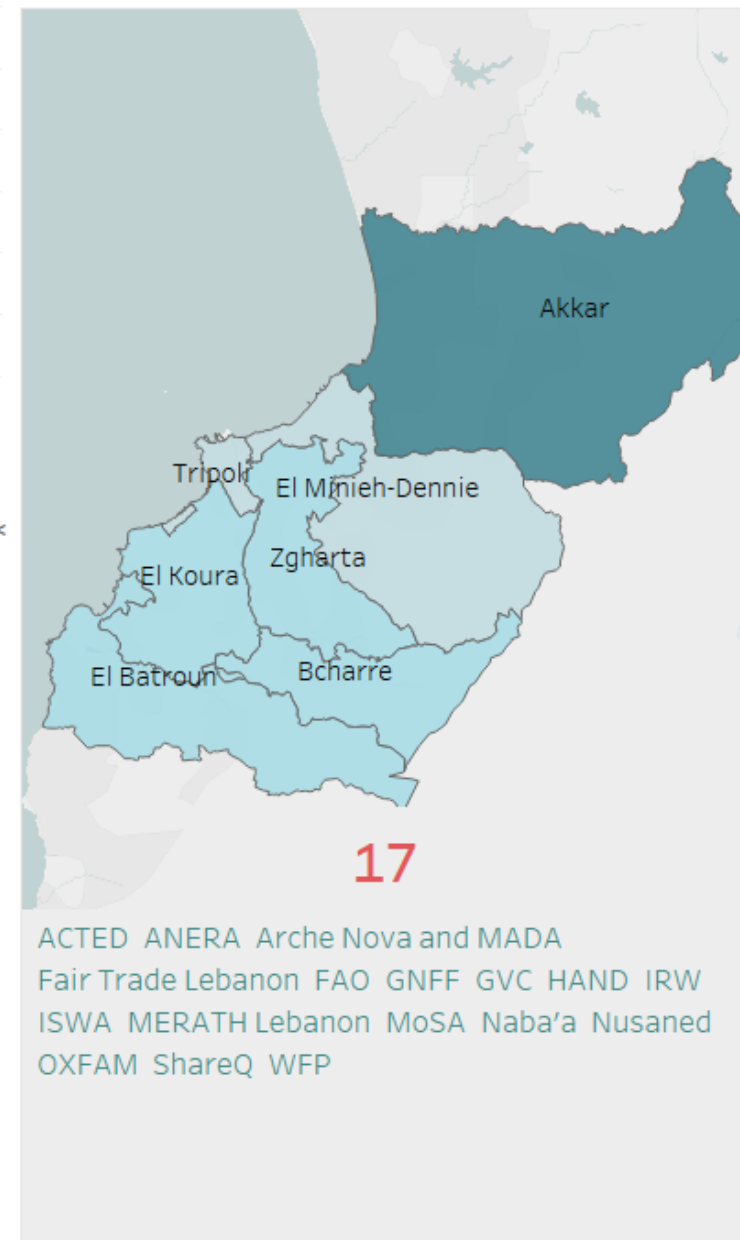 Akkar
Tripoli
El Minieh-Dennie
Zgharta
El Koura
Bcharre
El Batroun
17
ACTED ANERA Arche Nova and MADA
Fair Trade Lebanon FAO GNFF GVC HAND IRW
ISWA MERATH Lebanon MoSA Naba’a Nusaned
OXFAM ShareQ WFP